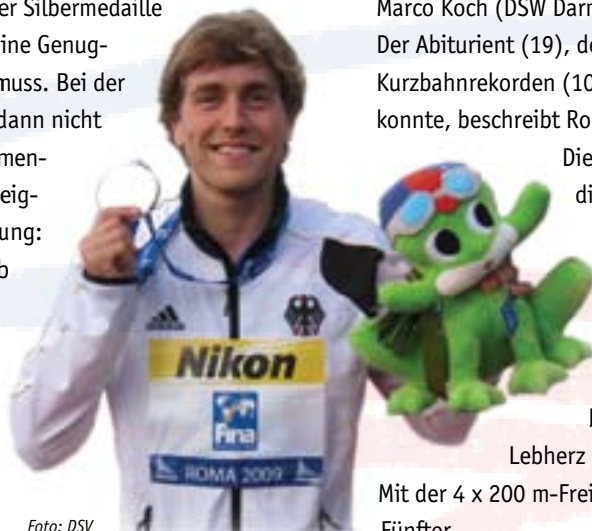 er Silbermedaille
ine Genug-
muss. Bei der
dann nicht
men-
eig-
ung:
b
Nikon
fina
ROMA 2009
Foto: DSV
Marco Koch (DSW Darm
Der Abiturient (19), de
Kurzbahnrekorden (10
konnte, beschreibt Ro
Die
di
Lebherz
Mit der 4 x 200 m-Frei
Fünfter